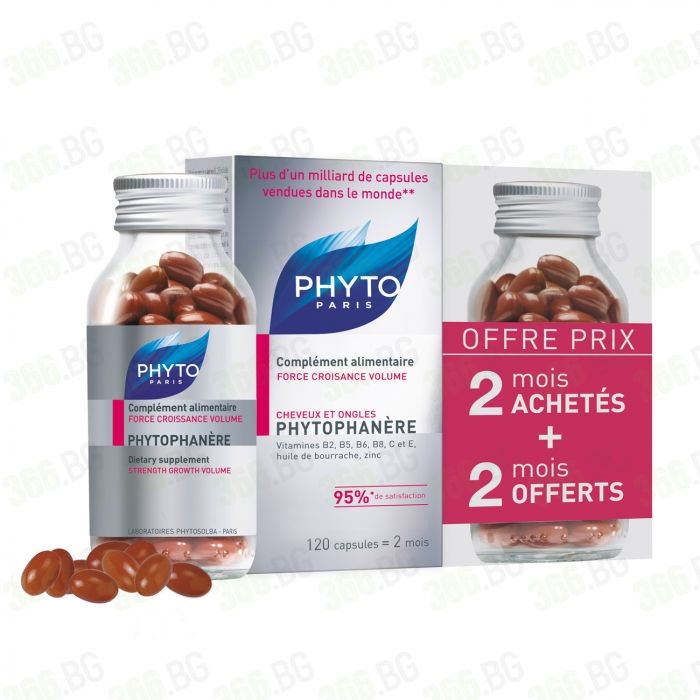 366.BG
PHYTO
PARIS
Complément alimentaire
FORCE CROISSANCE VOLUME
PHYTOPHANÈRE
Dietary supplement
STRENGTH GROWTH VOLUME
LABORATOIRES PHYTOSOLBA - PARIS
Plus d'un milliard de capsules
vendues dans le monde**
PHYTO
PARIS
Complément alimentaire
FORCE CROISANCE VOLUME
CHEVEUX ET ONGLES
PHYTOPHANÈRE
Vitamines B2, B5, B6, B8, C et E,
huile de bourrache, zinc
95%* de satisfaction
120 capsules = 2 mois
OFFRE PRIX
2 mois
ACHETÉS
+
2 mois
OFFERTS